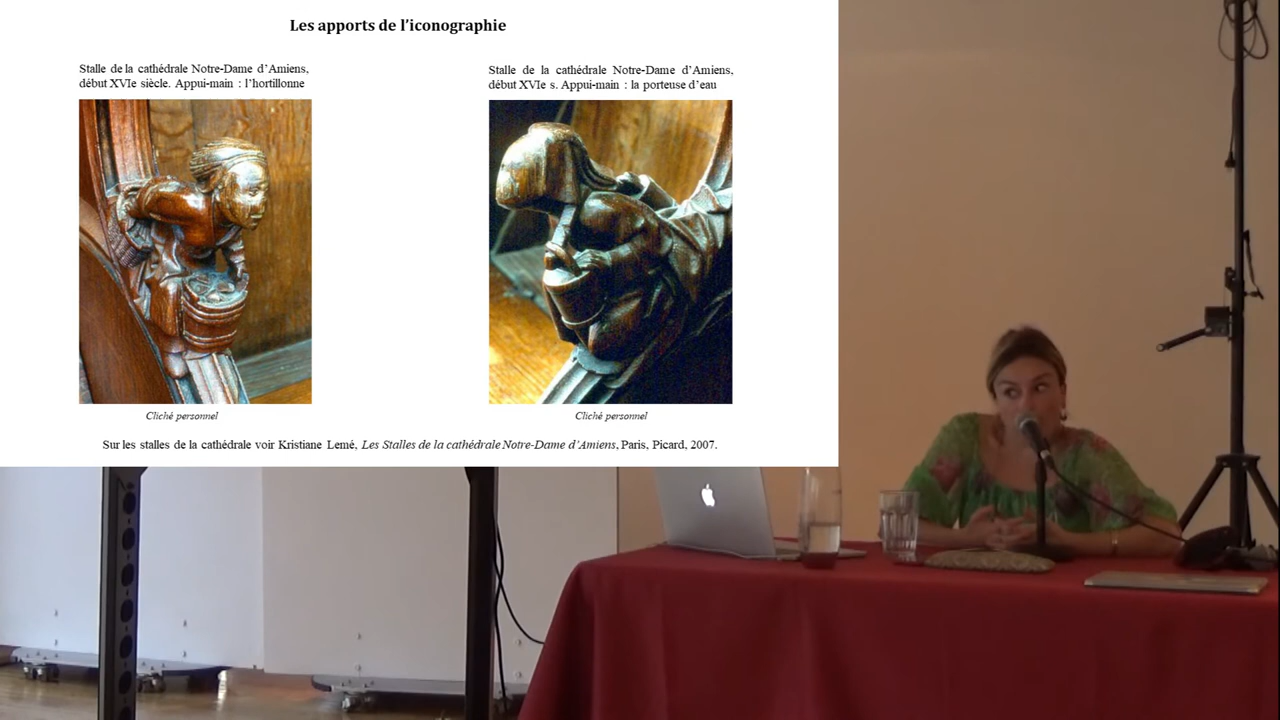 Les apports de l'iconographie
Stalle de la cathédrale Notre-Dame d'Amiens,
début XVIe siècle. Appui-main : l'hortillonne
Stalle de la cathédrale Notre-Dame d'Amiens,
début XVIe s. Appui-main : la porteuse d'eau
Cliché personnel
Cliché personnel
Sur les stalles de la cathédrale voir Kristiane Lemé, Les Stalles de la cathédrale Notre-Dame d'Amiens, Paris, Picard, 2007.